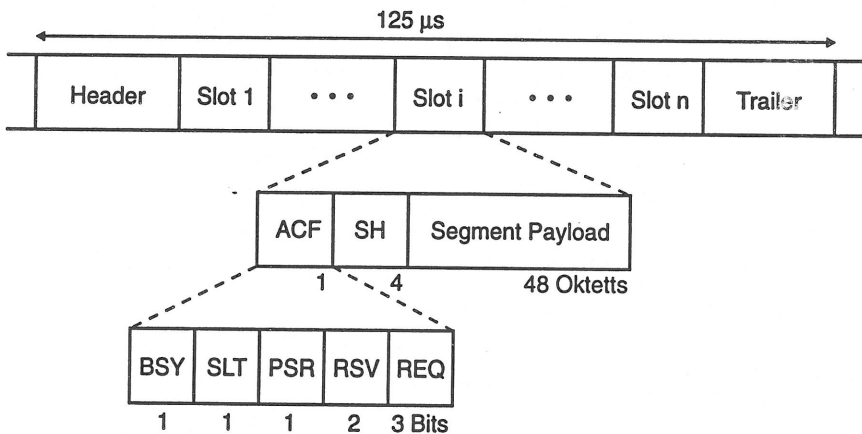 125 µs
Header Slot 1 • • • Slot i • • • Slot n Trailer
ACF SH Segment Payload
1 4 48 Oktetts
BSY SLT PSR RSV REQ
1 1 1 2 3 Bits